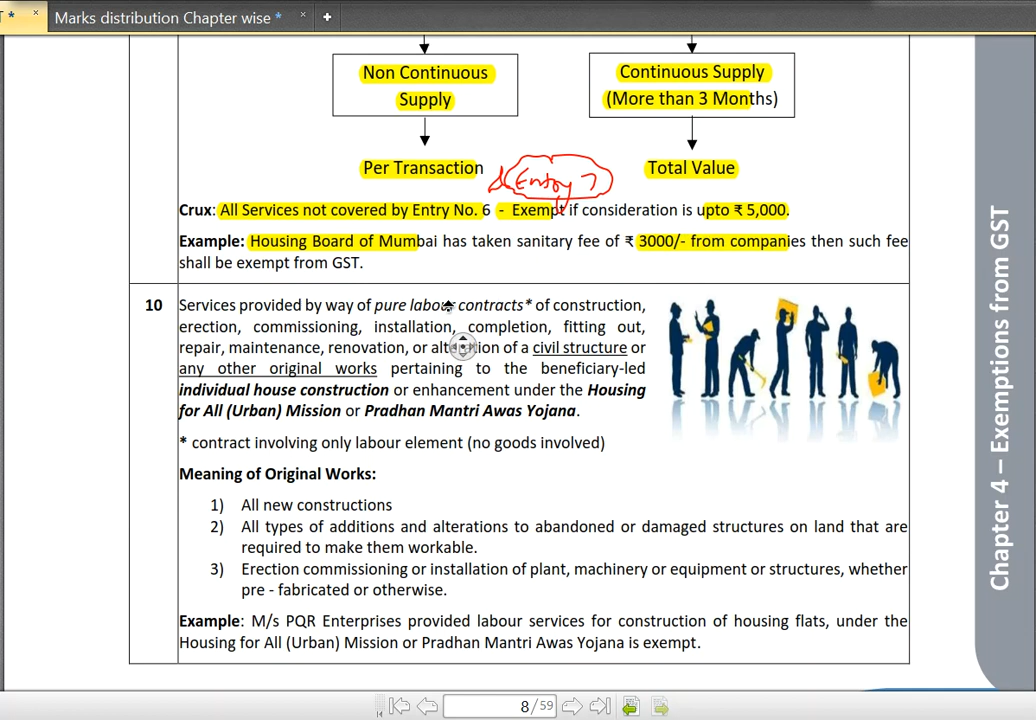 Marks distribution Chapter wise *
Non Continuous
Supply
Continuous Supply
(More than 3 Months)
Per Transaction
Total Value
Entry 7
Crux: All Services not covered by Entry No. 6 - Exempt if consideration is upto ₹ 5,000.
Example: Housing Board of Mumbai has taken sanitary fee of ₹ 3000/- from companies then such fee
shall be exempt from GST.
10
Services provided by way of pure labour contracts* of construction,
erection, commissioning, installation, completion, fitting out,
repair, maintenance, renovation, or alteration of a civil structure or
any other original works pertaining to the beneficiary-led
individual house construction or enhancement under the Housing
for All (Urban) Mission or Pradhan Mantri Awas Yojana.
* contract involving only labour element (no goods involved)
Meaning of Original Works:
1) All new constructions
2) All types of additions and alterations to abandoned or damaged structures on land that are
required to make them workable.
3) Erection commissioning or installation of plant, machinery or equipment or structures, whether
pre - fabricated or otherwise.
Example: M/s PQR Enterprises provided labour services for construction of housing flats, under the
Housing for All (Urban) Mission or Pradhan Mantri Awas Yojana is exempt.
Chapter 4 – Exemptions from GST
8 /59